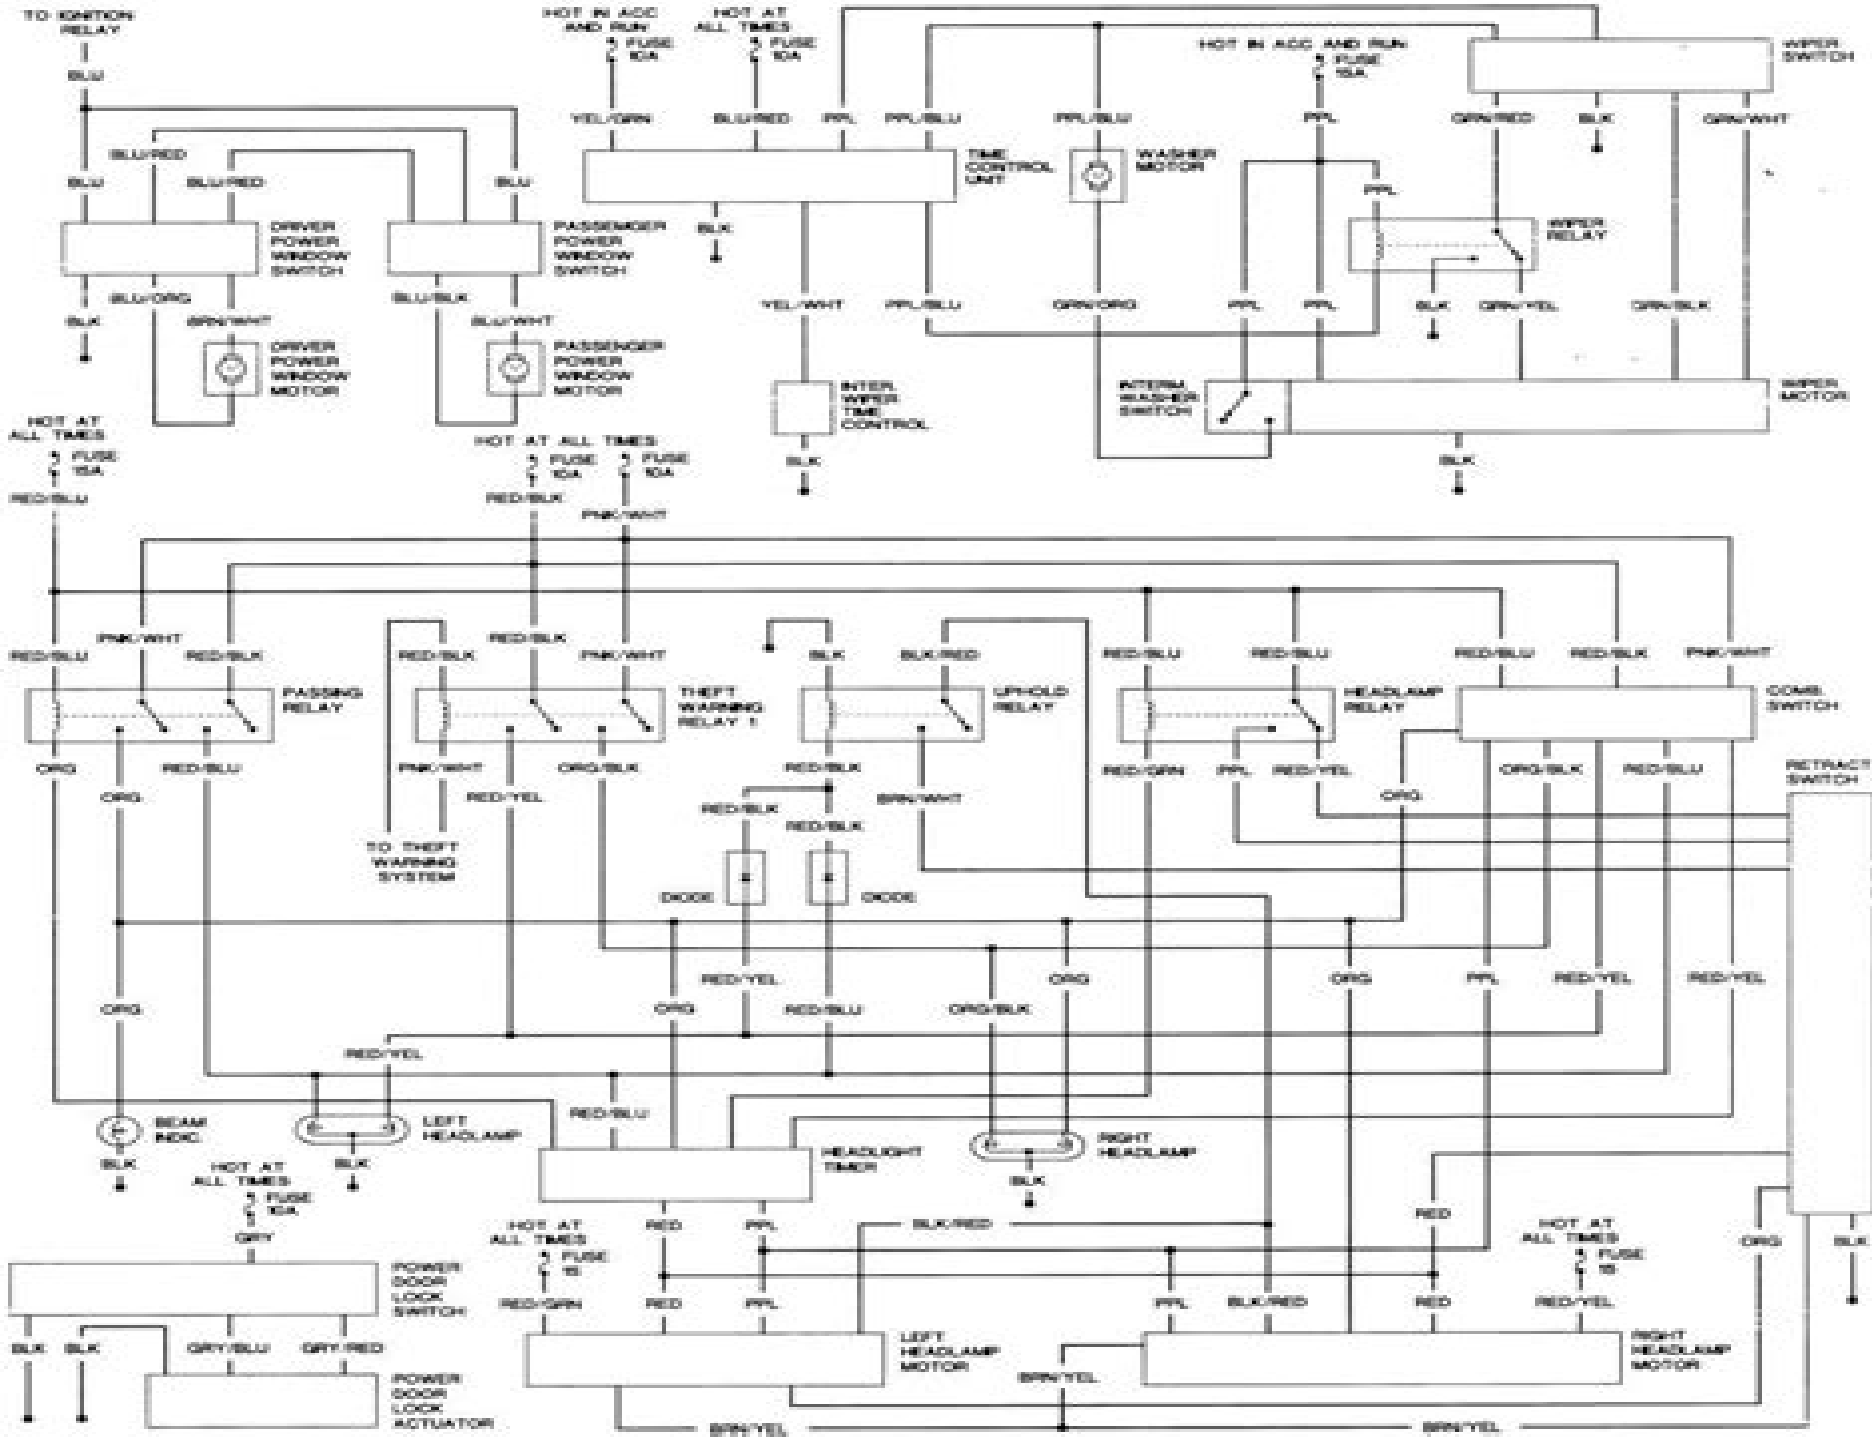 TO IGNITION
RELAY
BLU
HOT IN ACC
AND RUN
FUSE
10A
HOT AT
ALL TIMES
FUSE
10A
HOT IN ACC AND RUN
FUSE
15A
WIPER
SWITCH
YEL/GRN
BLU/RED
PPL
PPL/BLU
PPL/BLU
PPL
GRN/RED
BLK
GRN/WHT
BLU/RED
BLU
BLU/RED
BLU
TIME
CONTROL
UNIT
WASHER
MOTOR
PPL
DRIVER
POWER
WINDOW
SWITCH
PASSENGER
POWER
WINDOW
SWITCH
BLK
WIPER
RELAY
BLU/ORG
BLK
BRN/WHT
BLU/BLK
BLU/WHT
YEL/WHT
PPL/BLU
GRN/ORG
PPL
PPL
BLK
GRN/YEL
GRN/BLK
DRIVER
POWER
WINDOW
MOTOR
PASSENGER
POWER
WINDOW
MOTOR
INTER.
WIPER
TIME
CONTROL
INTERM.
WASHER
SWITCH
WIPER
MOTOR
BLK
BLK
HOT AT
ALL TIMES
FUSE
15A
RED/BLU
HOT AT ALL TIMES
FUSE
10A
FUSE
10A
RED/BLK
PNK/WHT
PNK/WHT
RED/BLU
RED/BLK
RED/BLK
RED/BLK
PNK/WHT
BLK
BLK/RED
RED/BLU
RED/BLU
RED/BLU
RED/BLK
PNK/WHT
PASSING
RELAY
THEFT
WARNING
RELAY 1
UPHOLD
RELAY
HEADLAMP
RELAY
COMB.
SWITCH
ORG
ORG
RED/BLU
PNK/WHT
RED/YEL
ORG/BLK
RED/BLK
RED/BLK
RED/BLK
BRN/WHT
RED/GRN
PPL
RED/YEL
ORG
ORG/BLK
RED/BLU
RETRACT
SWITCH
TO THEFT
WARNING
SYSTEM
DIODE
DIODE
ORG
RED/YEL
ORG
RED/YEL
RED/BLU
ORG/BLK
ORG
ORG
PPL
RED/YEL
RED/YEL
BEAM
INDIC.
BLK
LEFT
HEADLAMP
BLK
RED/BLU
HEADLIGHT
TIMER
RIGHT
HEADLAMP
BLK
HOT AT
ALL TIMES
FUSE
10A
GRY
RED
PPL
BLK/RED
RED
ORG
BLK
HOT AT
ALL TIMES
FUSE
15
HOT AT
ALL TIMES
FUSE
15
RED/GRN
RED
PPL
PPL
BLK/RED
RED
RED/YEL
POWER
DOOR
LOCK
SWITCH
BLK
BLK
GRY/BLU
GRY/RED
POWER
DOOR
LOCK
ACTUATOR
LEFT
HEADLAMP
MOTOR
RIGHT
HEADLAMP
MOTOR
BRN/YEL
BRN/YEL
BRN/YEL